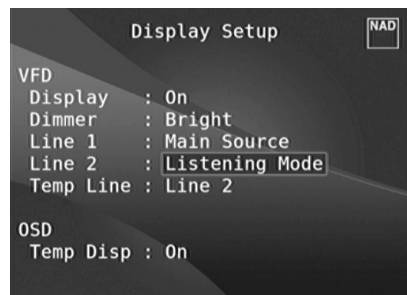 Display Setup
NAD
VFD
Display : On
Dimmer : Bright
Line 1 : Main Source
Line 2 : Listening Mode
Temp Line : Line 2
OSD
Temp Disp : On